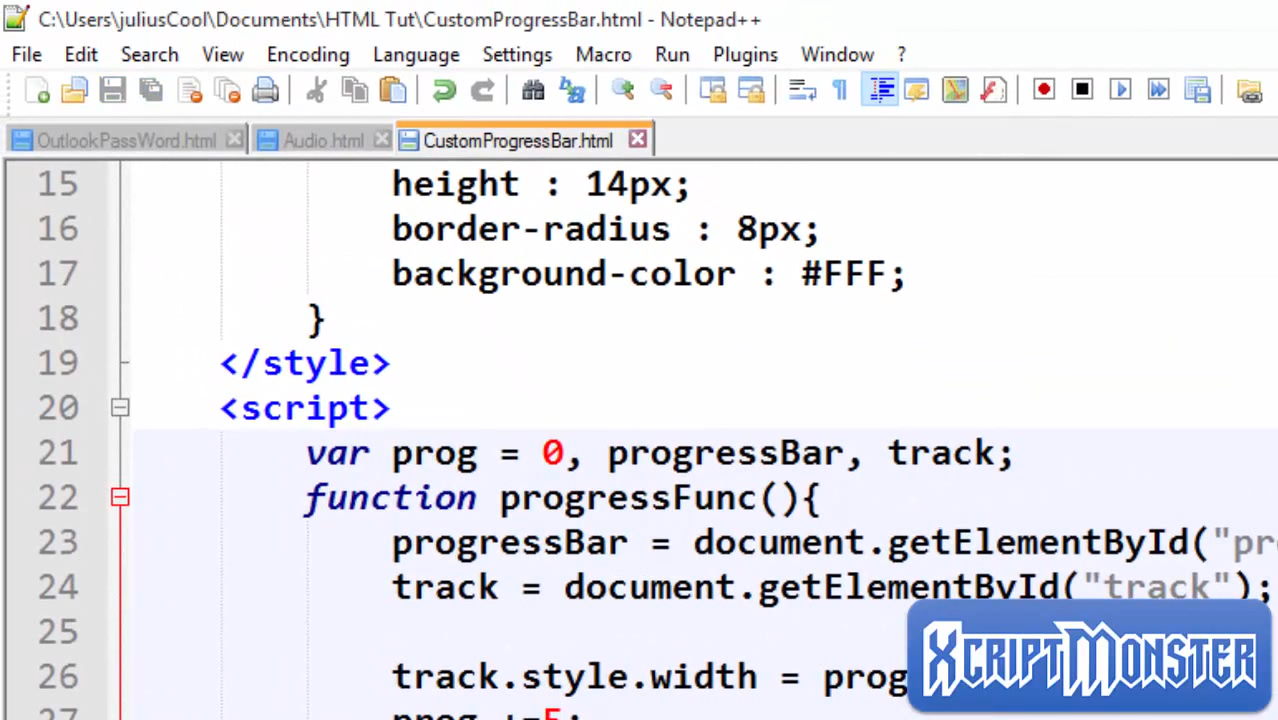 C:\Users\juliusCool\Documents\HTML Tut\CustomProgressBar.html - Notepad++
File Edit Search View Encoding Language Settings Macro Run Plugins Window ?
OutlookPassWord.html Audio.html CustomProgressBar.html
15 height : 14px;
16 border-radius : 8px;
17 background-color : #FFF;
18 }
19 </style>
20 <script>
21 var prog = 0, progressBar, track;
22 function progressFunc(){
23 progressBar = document.getElementById("pr
24 track = document.getElementById("track");
25
26 track.style.width = prog
27 prog +=5;
XcriptMonster